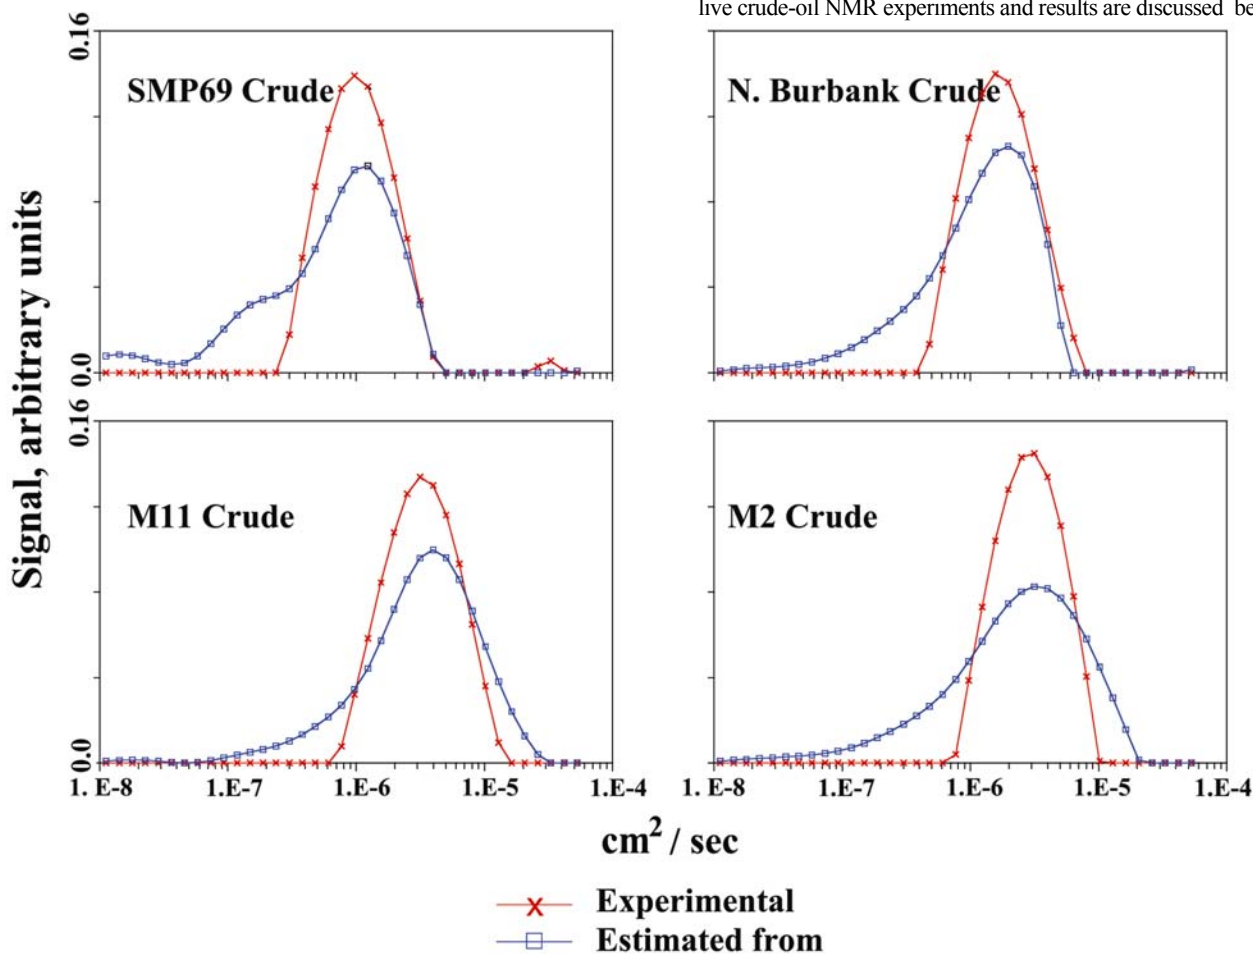 live crude-oil NMR experiments and results are discussed be
0.16
SMP69 Crude
N. Burbank Crude
0.0
0.16
M11 Crude
M2 Crude
0.0
Signal, arbitrary units
1.E-8 1.E-7 1.E-6 1.E-5 1.E-4
1.E-7 1.E-6 1.E-5 1.E-4
cm2 / sec
Experimental
Estimated from